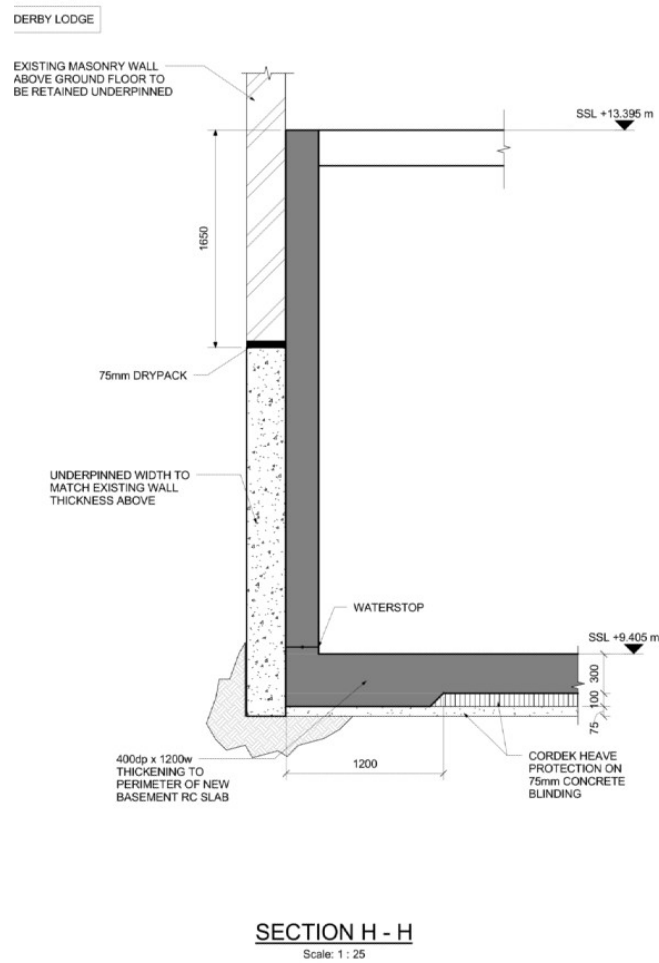 DERBY LODGE
EXISTING MASONRY WALL
ABOVE GROUND FLOOR TO
BE RETAINED UNDERPINNED
SSL +13.395 m
1650
75mm DRYPACK
UNDERPINNED WIDTH TO
MATCH EXISTING WALL
THICKNESS ABOVE
WATERSTOP
SSL +9.405 m
300
100
75
400dp x 1200w
THICKENING TO
PERIMETER OF NEW
BASEMENT RC SLAB
1200
CORDEK HEAVE
PROTECTION ON
75mm CONCRETE
BLINDING
SECTION H - H
Scale: 1 : 25